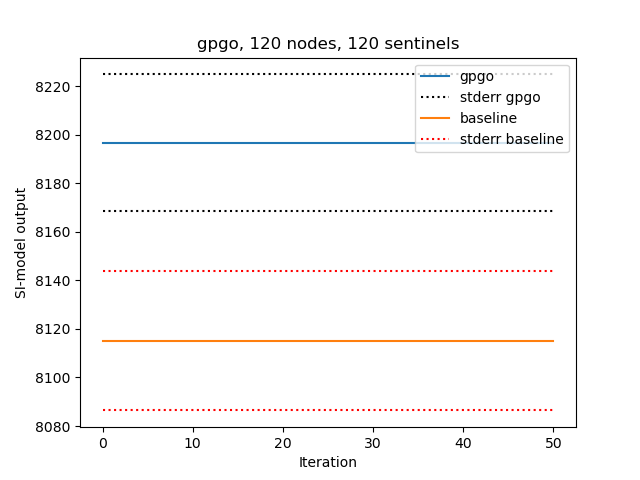 gpgo, 120 nodes, 120 sentinels
8220
8200
8180
8160
8140
8120
8100
8080
SI-model output
gpgo
stderr gpgo
baseline
stderr baseline
0 10 20 30 40 50
Iteration